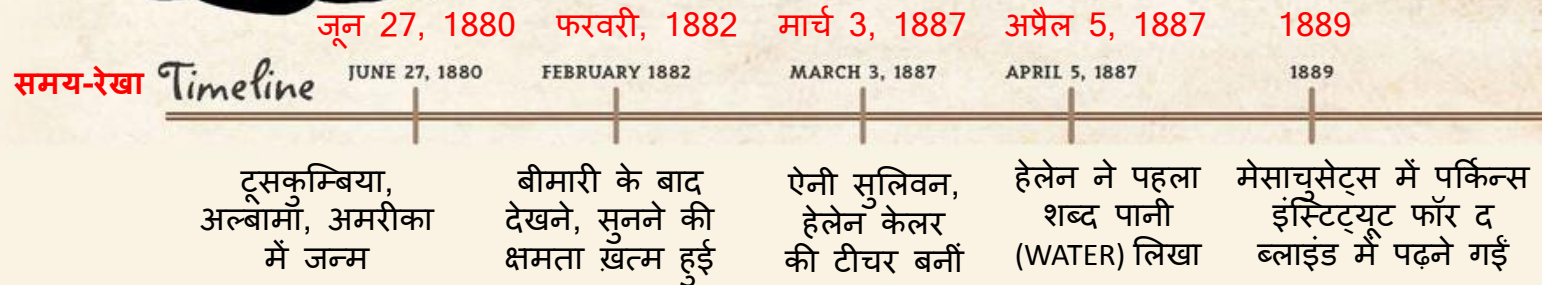 जून 27, 1880 फरवरी, 1882 मार्च 3, 1887 अप्रैल 5, 1887 1889
समय-रेखा Timeline JUNE 27, 1880 FEBRUARY 1882 MARCH 3, 1887 APRIL 5, 1887 1889
टूसकुम्बिया,
अल्बामा, अमरीका
में जन्म
बीमारी के बाद
देखने, सुनने की
क्षमता ख़त्म हुई
ऐनी सुलिवन,
हेलेन केलर
की टीचर बनीं
हेलेन ने पहला
शब्द पानी
(WATER) लिखा
मेसाचुसेट्स में पर्किन्स
इंस्टिट्यूट फॉर द
ब्लाइंड में पढ़ने गईं